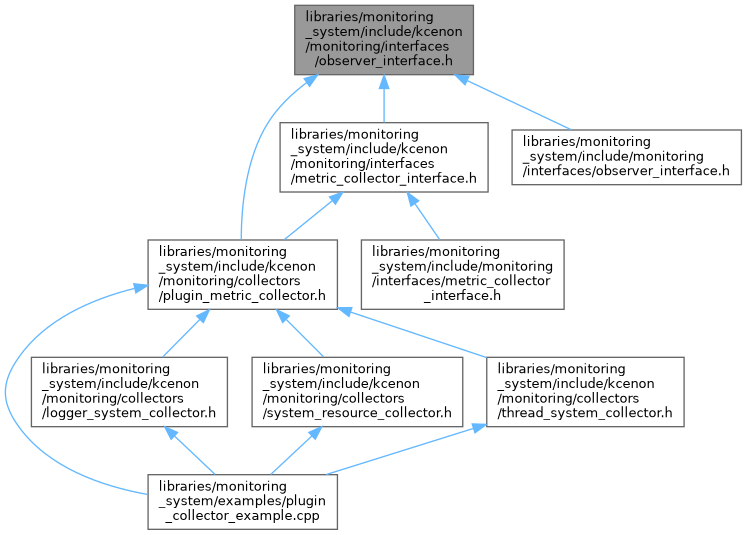 libraries/monitoring
_system/include/kcenon
/monitoring/interfaces
/observer_interface.h
libraries/monitoring
_system/include/kcenon
/monitoring/interfaces
/metric_collector_interface.h
libraries/monitoring
_system/include/monitoring
/interfaces/observer_interface.h
libraries/monitoring
_system/include/kcenon
/monitoring/collectors
/plugin_metric_collector.h
libraries/monitoring
_system/include/monitoring
/interfaces/metric_collector
_interface.h
libraries/monitoring
_system/include/kcenon
/monitoring/collectors
/logger_system_collector.h
libraries/monitoring
_system/include/kcenon
/monitoring/collectors
/system_resource_collector.h
libraries/monitoring
_system/include/kcenon
/monitoring/collectors
/thread_system_collector.h
libraries/monitoring
_system/examples/plugin
_collector_example.cpp